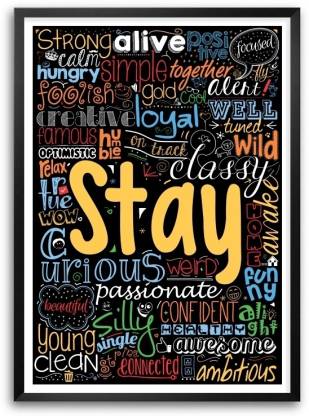 Strong alive positive
focused
calm
hungry simple together fly
foolish gold cool alert
creative loyal WELL
tuned
famous humble on track wild
OPTIMISTIC classy
relax
true Stay awake
WOW
HOME
Curious weird funny
passionate
beautiful Silly CONFIDENT alright
HEALTHY
young single awesome
CLEAN connected ambitious